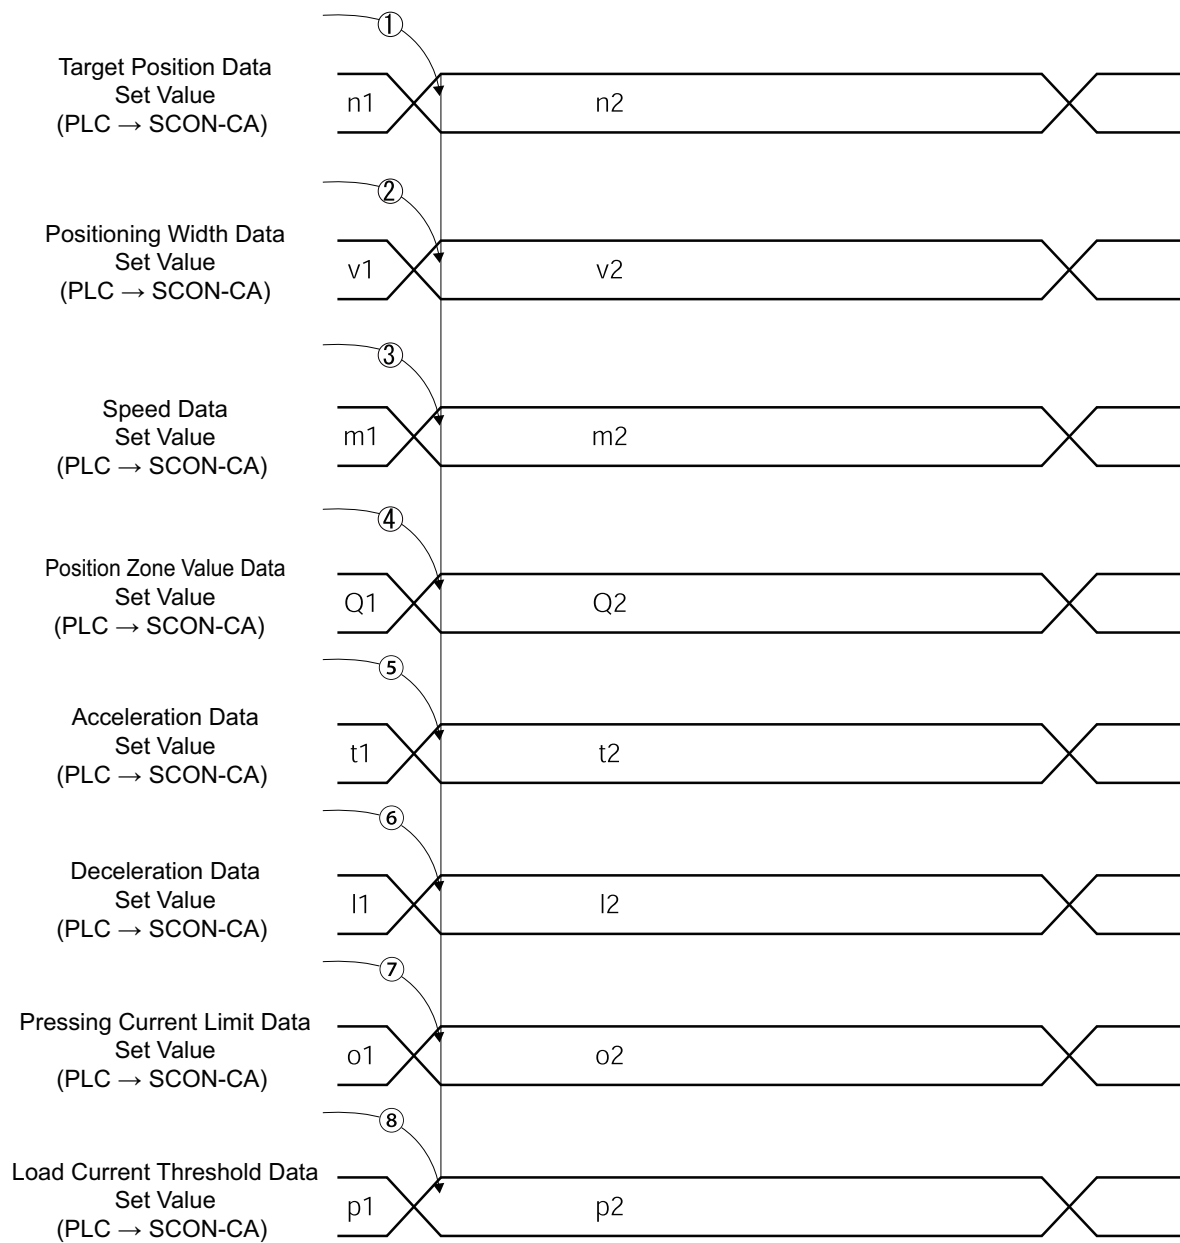 ①
Target Position Data
Set Value
(PLC → SCON-CA)
n1
n2
②
Positioning Width Data
Set Value
(PLC → SCON-CA)
v1
v2
③
Speed Data
Set Value
(PLC → SCON-CA)
m1
m2
④
Position Zone Value Data
Set Value
(PLC → SCON-CA)
Q1
Q2
⑤
Acceleration Data
Set Value
(PLC → SCON-CA)
t1
t2
⑥
Deceleration Data
Set Value
(PLC → SCON-CA)
l1
l2
⑦
Pressing Current Limit Data
Set Value
(PLC → SCON-CA)
o1
o2
⑧
Load Current Threshold Data
Set Value
(PLC → SCON-CA)
p1
p2